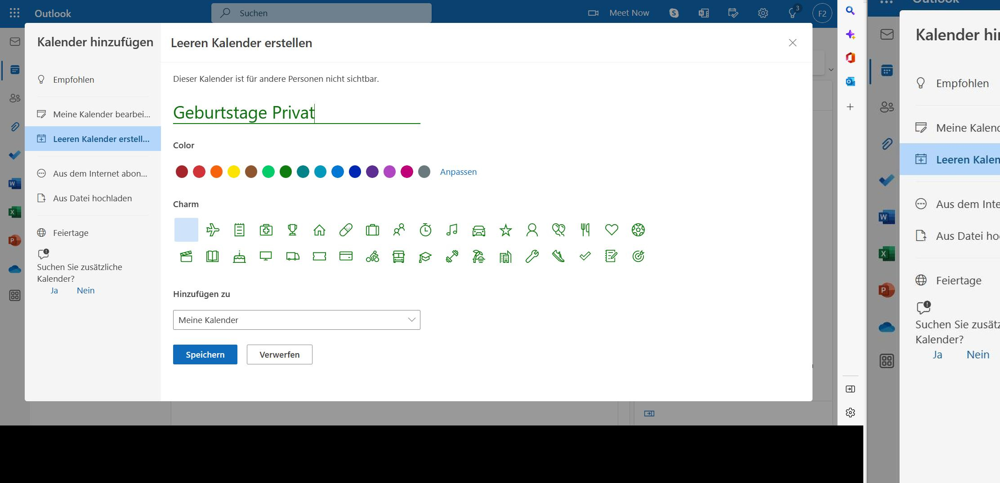 Outlook
Suchen
Meet Now
3
F2
Kalender hinzufügen
Empfohlen
Meine Kalender bearbei...
Leeren Kalender erstell...
Aus dem Internet abon...
Aus Datei hochladen
Feiertage
Suchen Sie zusätzliche
Kalender?
Ja Nein
Leeren Kalender erstellen
Dieser Kalender ist für andere Personen nicht sichtbar.
Geburtstage Privat
Color
Anpassen
Charm
Hinzufügen zu
Meine Kalender
Speichern Verwerfen
Kalender hin
Empfohlen
Meine Kalend
Leeren Kalen
Aus dem Inte
Aus Datei ho
Feiertage
Suchen Sie zusätz
Kalender?
Ja Nein